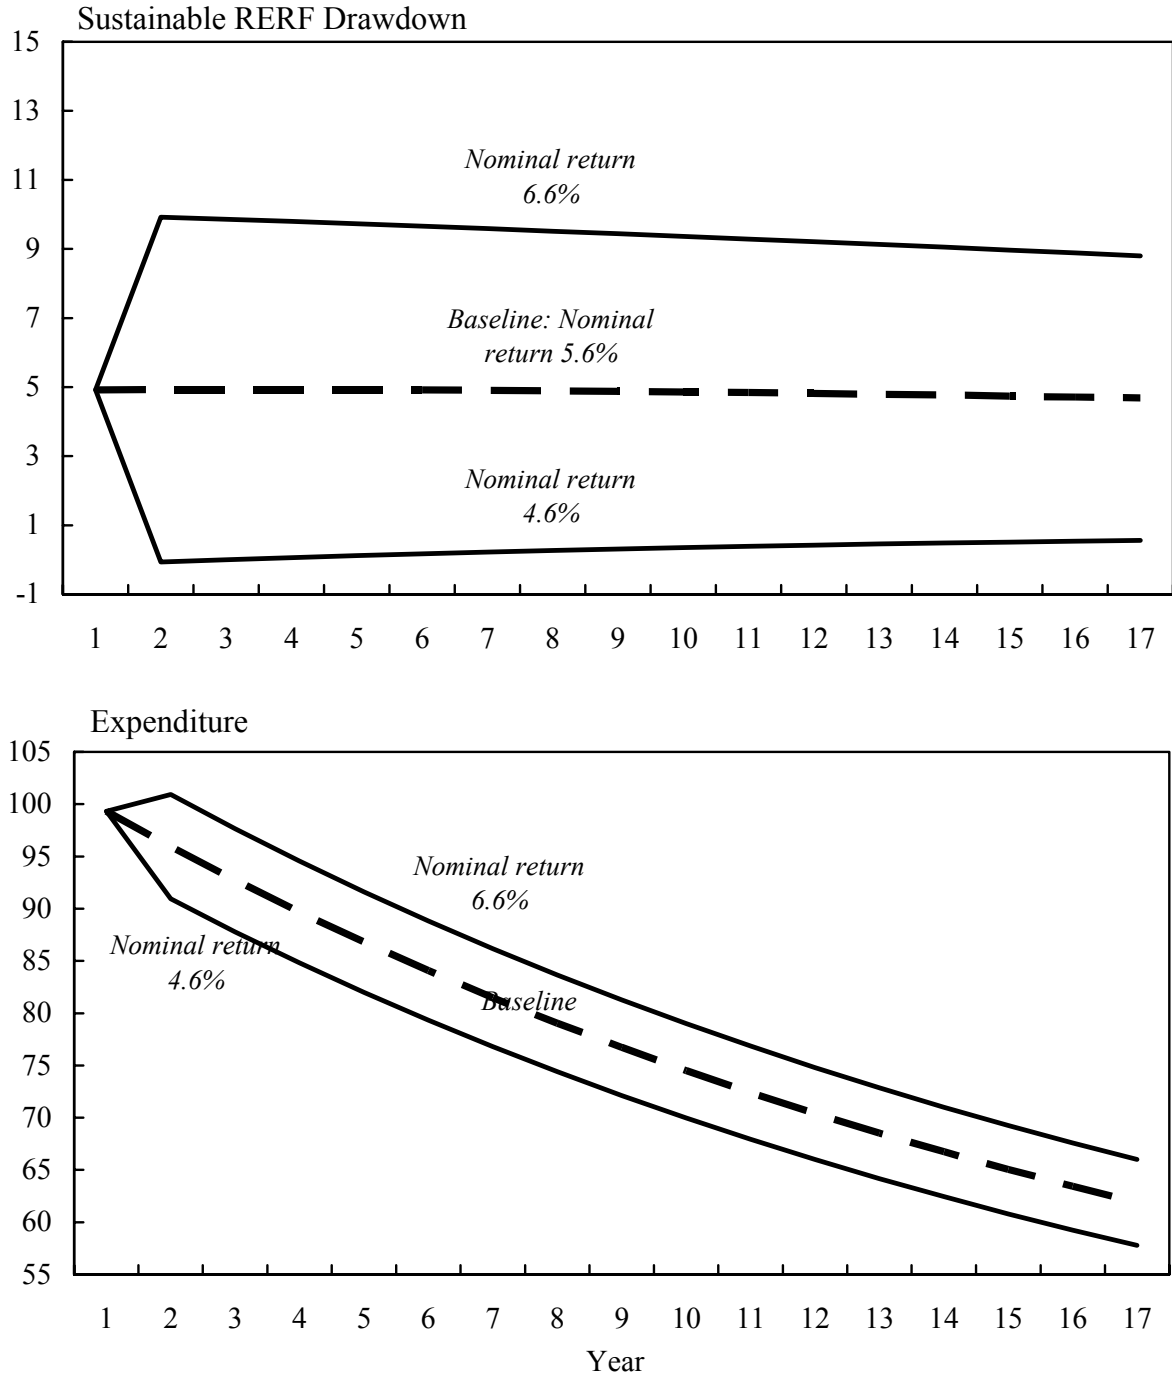 Sustainable RERF Drawdown
15
13
11
9
7
5
3
1
-1
Nominal return
6.6%
Baseline: Nominal
return 5.6%
Nominal return
4.6%
1 2 3 4 5 6 7 8 9 10 11 12 13 14 15 16 17
Expenditure
105
100
95
90
85
80
75
70
65
60
55
Nominal return
6.6%
Nominal return
4.6%
Baseline
1 2 3 4 5 6 7 8 9 10 11 12 13 14 15 16 17
Year